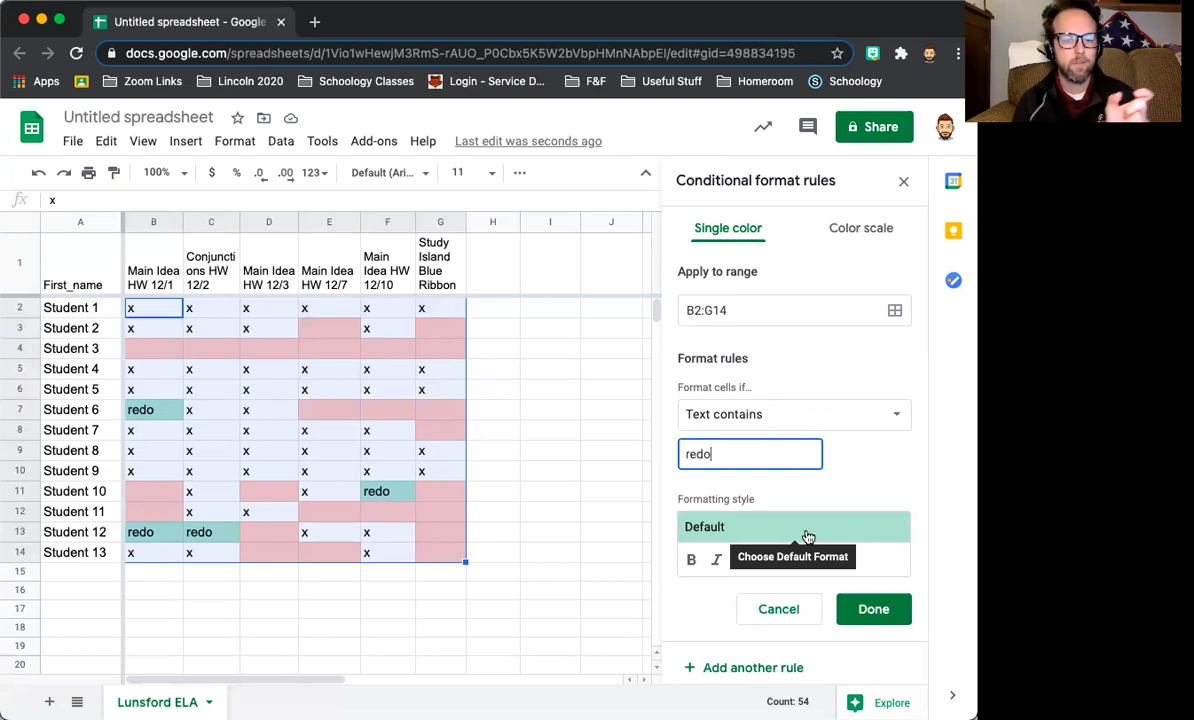 Untitled spreadsheet - Google
docs.google.com/spreadsheets/d/1Vio1wHewjM3RmS-rAUO_P0Cbx5K5W2bVbpHMnNAbpEI/edit#gid=498834195
Apps Zoom Links Lincoln 2020 Schoology Classes Login - Service D... F&F Useful Stuff Homeroom S Schoology
Untitled spreadsheet
File Edit View Insert Format Data Tools Add-ons Help Last edit was seconds ago
Share
100% $ % .0 .00 123 Default (Ari... 11
fx x
A B C D E F G H I J
1 First_name Main Idea HW 12/1 Conjuncti ons HW 12/2 Main Idea HW 12/3 Main Idea HW 12/7 Main Idea HW 12/10 Study Island Blue Ribbon
2 Student 1 x x x x x x
3 Student 2 x x x x
4 Student 3
5 Student 4 x x x x x x
6 Student 5 x x x x x x
7 Student 6 redo x x
8 Student 7 x x x x x
9 Student 8 x x x x x x
10 Student 9 x x x x x x
11 Student 10 x x redo
12 Student 11 x x
13 Student 12 redo redo x x
14 Student 13 x x x
15
16
17
18
19
20
Conditional format rules
Single color Color scale
Apply to range
B2:G14
Format rules
Format cells if...
Text contains
redo
Formatting style
Default
Choose Default Format
B I
Cancel Done
+ Add another rule
31
Lunsford ELA
Count: 54
Explore